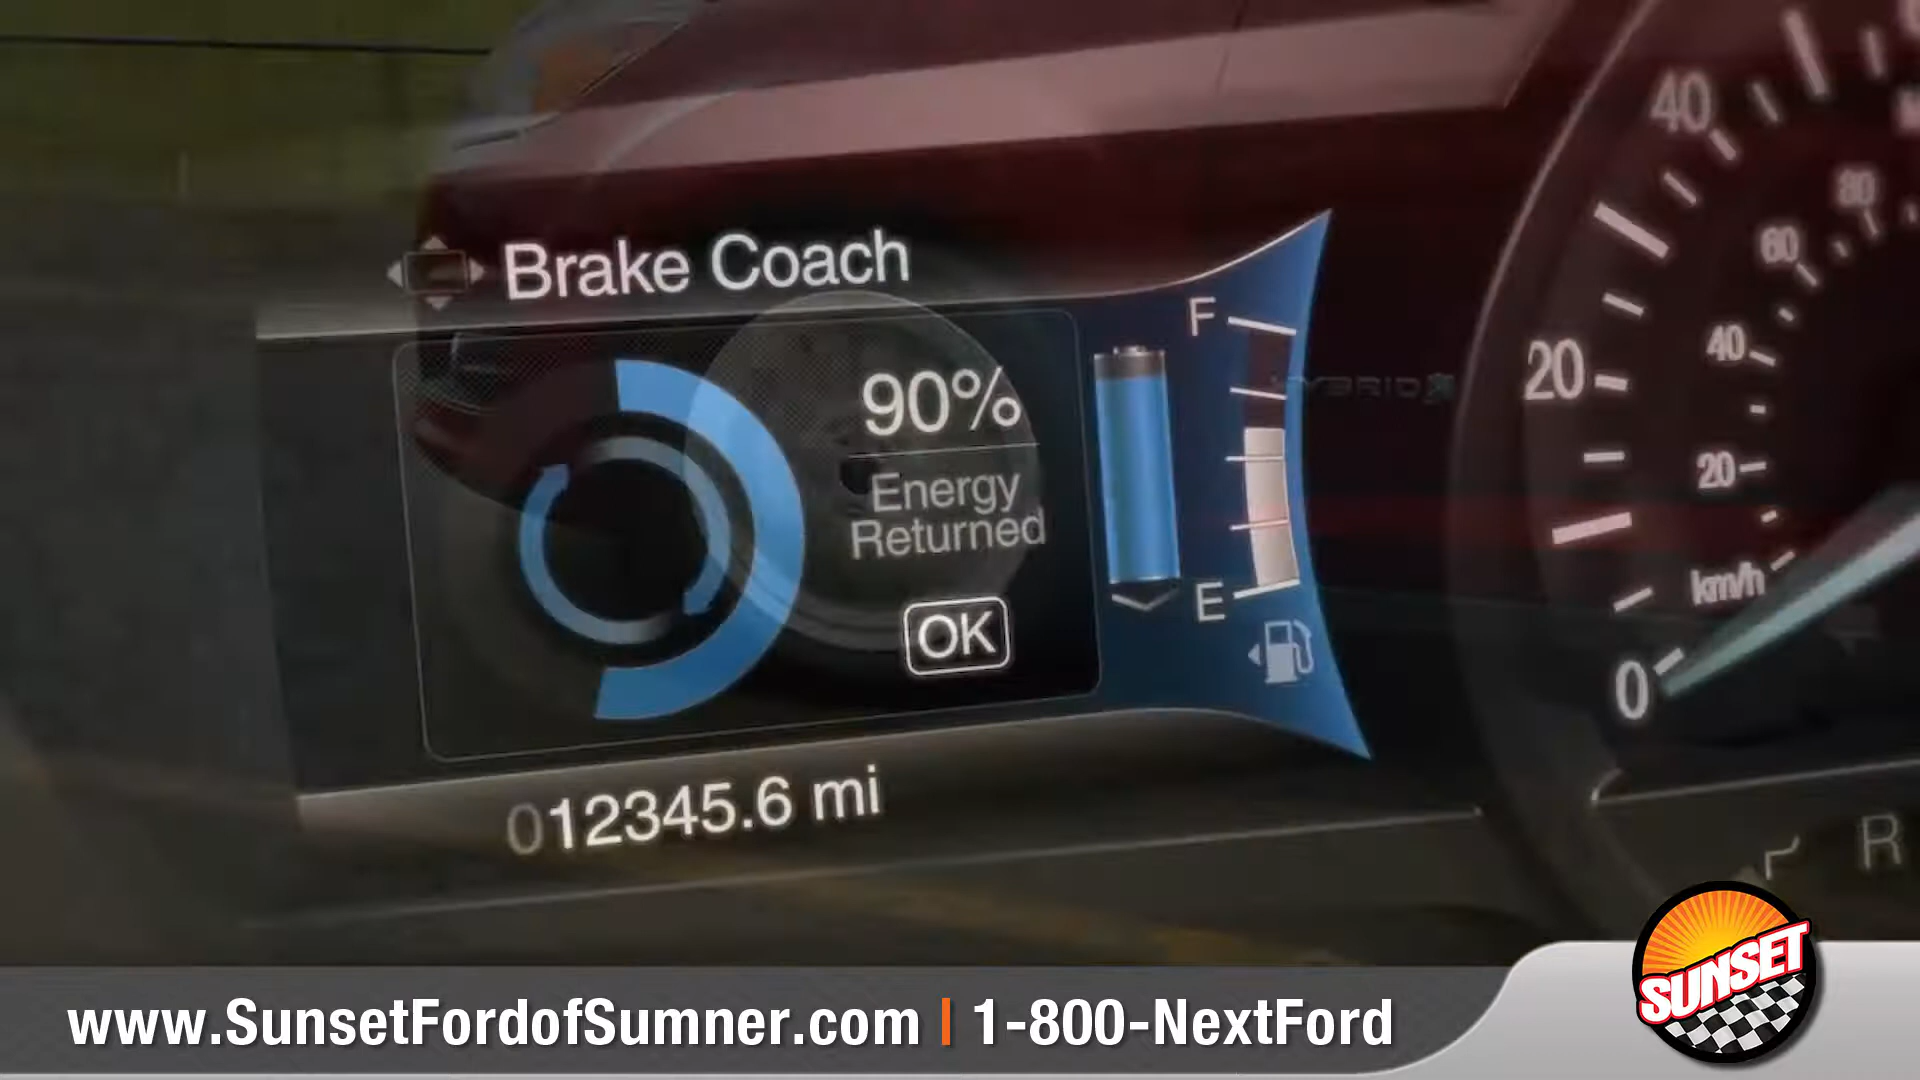 Brake Coach
90%
Energy
Returned
OK
F
E
012345.6 mi
40
20
0
80
60
40
20
km/h
R
HYBRID
www.SunsetFordofSumner.com | 1-800-NextFord
SUNSET